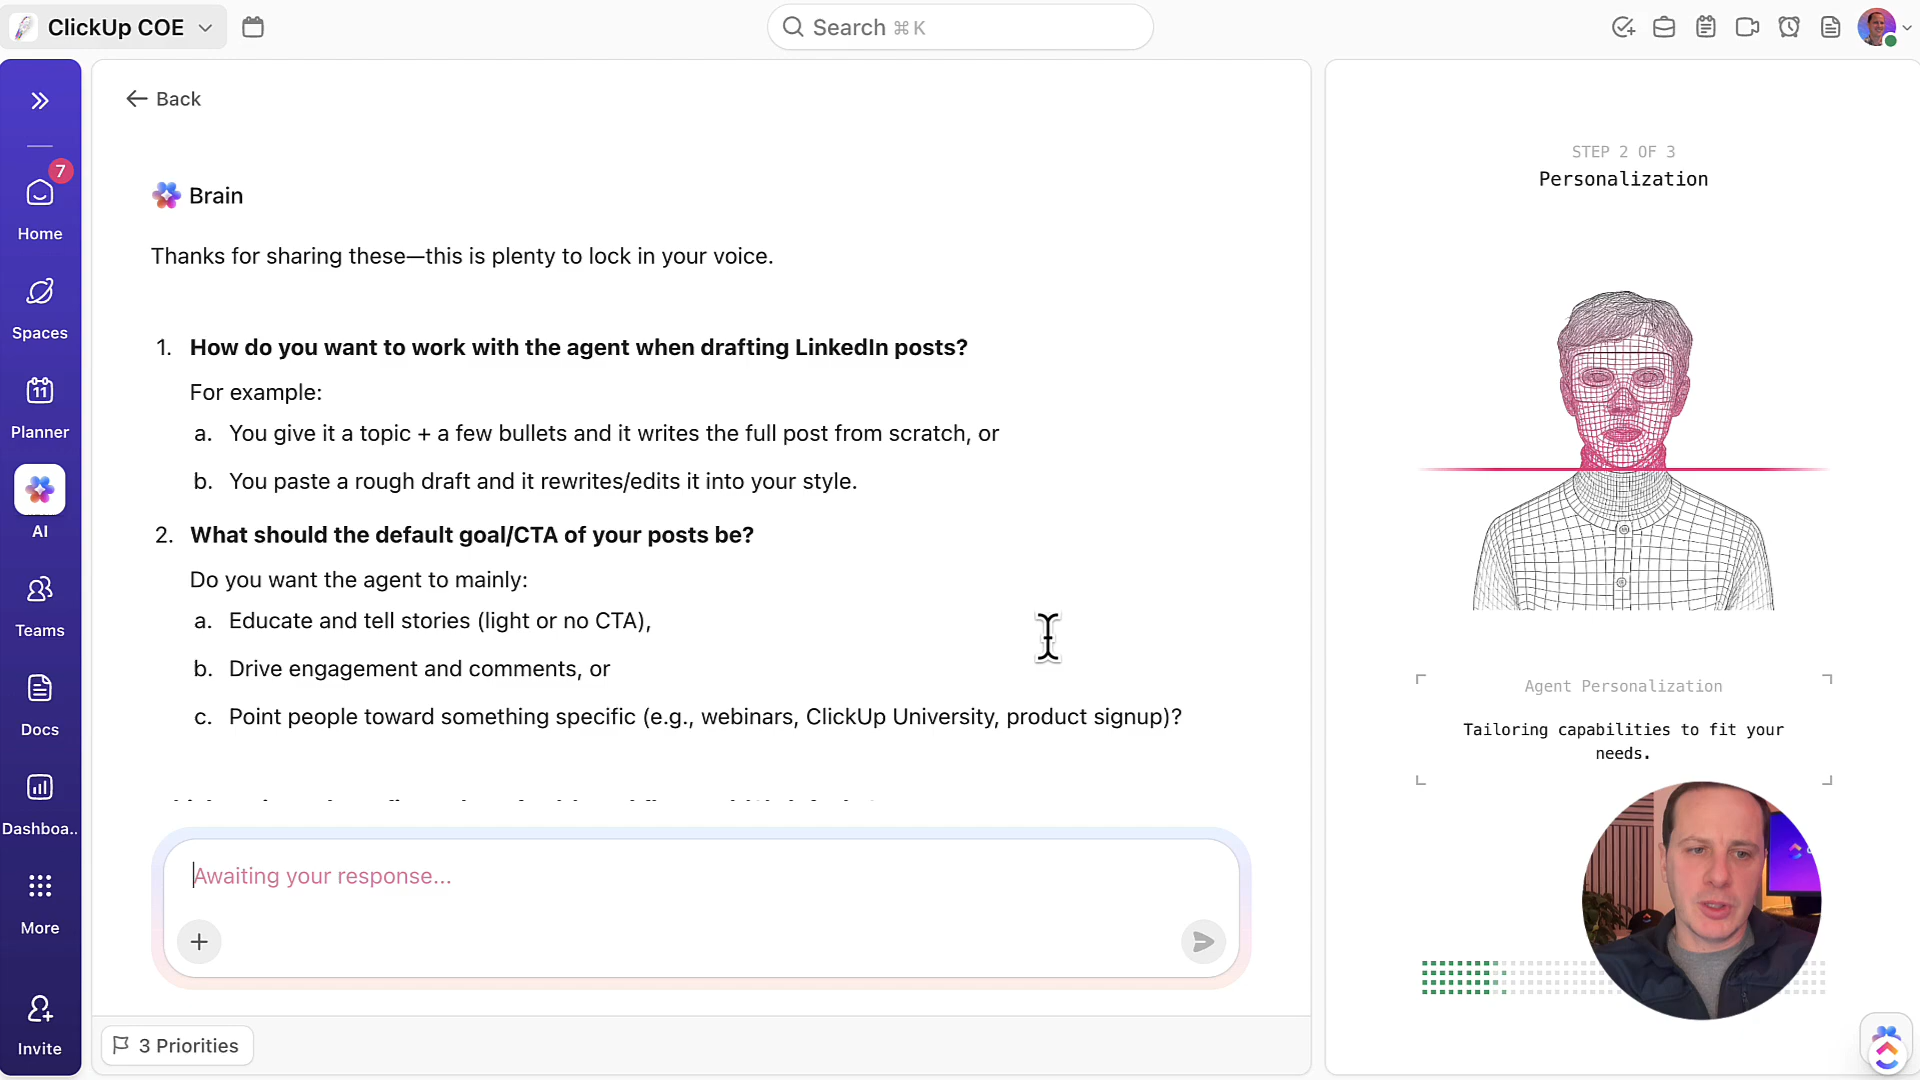 ClickUp COE
Search ⌘ K
Back
7
Home
Spaces
11
Planner
AI
Teams
Docs
Dashboa..
More
Invite
Brain
Thanks for sharing these—this is plenty to lock in your voice.
1. How do you want to work with the agent when drafting LinkedIn posts?
For example:
a. You give it a topic + a few bullets and it writes the full post from scratch, or
b. You paste a rough draft and it rewrites/edits it into your style.
2. What should the default goal/CTA of your posts be?
Do you want the agent to mainly:
a. Educate and tell stories (light or no CTA),
b. Drive engagement and comments, or
c. Point people toward something specific (e.g., webinars, ClickUp University, product signup)?
Awaiting your response...
3 Priorities
STEP 2 OF 3
Personalization
Agent Personalization
Tailoring capabilities to fit your
needs.